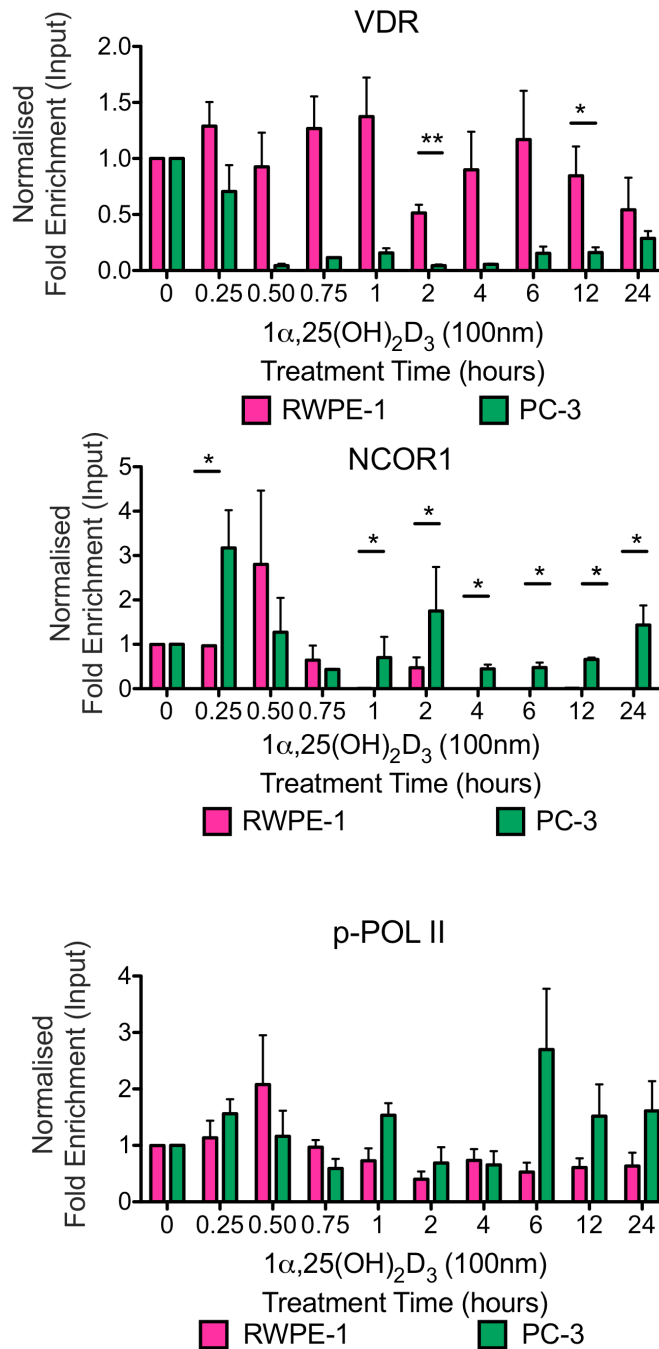 VDR
Normalised
Fold Enrichment (Input)
2.0
1.5
1.0
0.5
0.0
**
*
0 0.25 0.50 0.75 1 2 4 6 12 24
1α,25(OH)₂D₃ (100nm)
Treatment Time (hours)
RWPE-1 PC-3
NCOR1
Normalised
Fold Enrichment (Input)
5
4
3
2
1
0
* * * * * * *
0 0.25 0.50 0.75 1 2 4 6 12 24
1α,25(OH)₂D₃ (100nm)
Treatment Time (hours)
RWPE-1 PC-3
p-POL II
Normalised
Fold Enrichment (Input)
4
3
2
1
0
0 0.25 0.50 0.75 1 2 4 6 12 24
1α,25(OH)₂D₃ (100nm)
Treatment Time (hours)
RWPE-1 PC-3